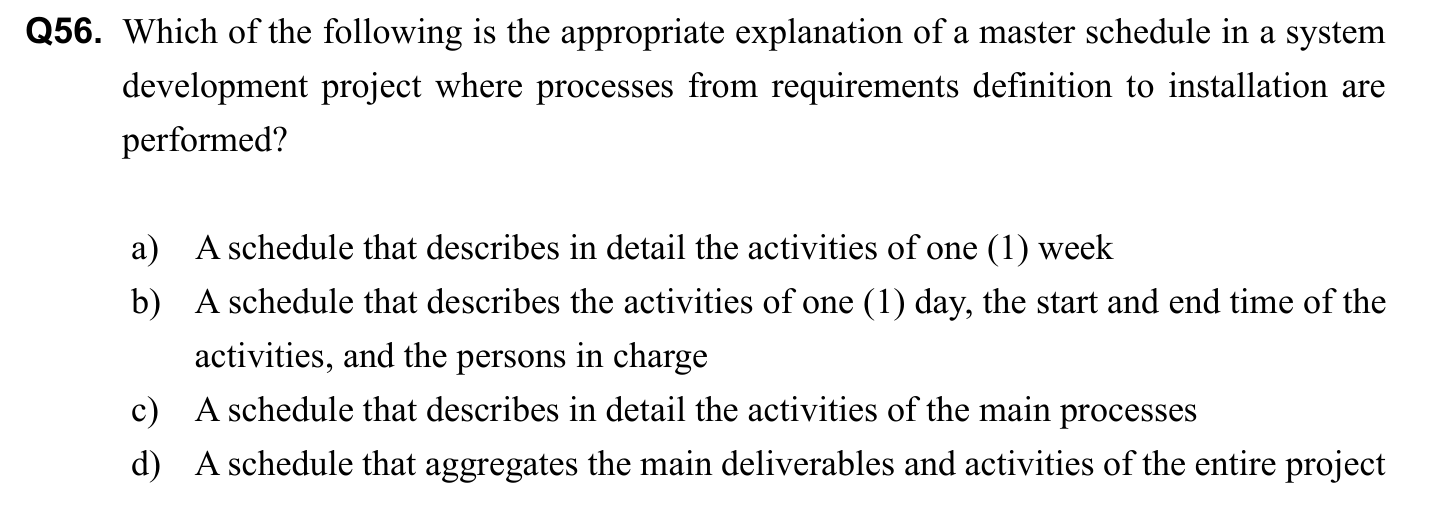 Q56. Which of the following is the appropriate explanation of a master schedule in a system
development project where processes from requirements definition to installation are
performed?
a) A schedule that describes in detail the activities of one (1) week
b) A schedule that describes the activities of one (1) day, the start and end time of the
activities, and the persons in charge
c) A schedule that describes in detail the activities of the main processes
d) A schedule that aggregates the main deliverables and activities of the entire project